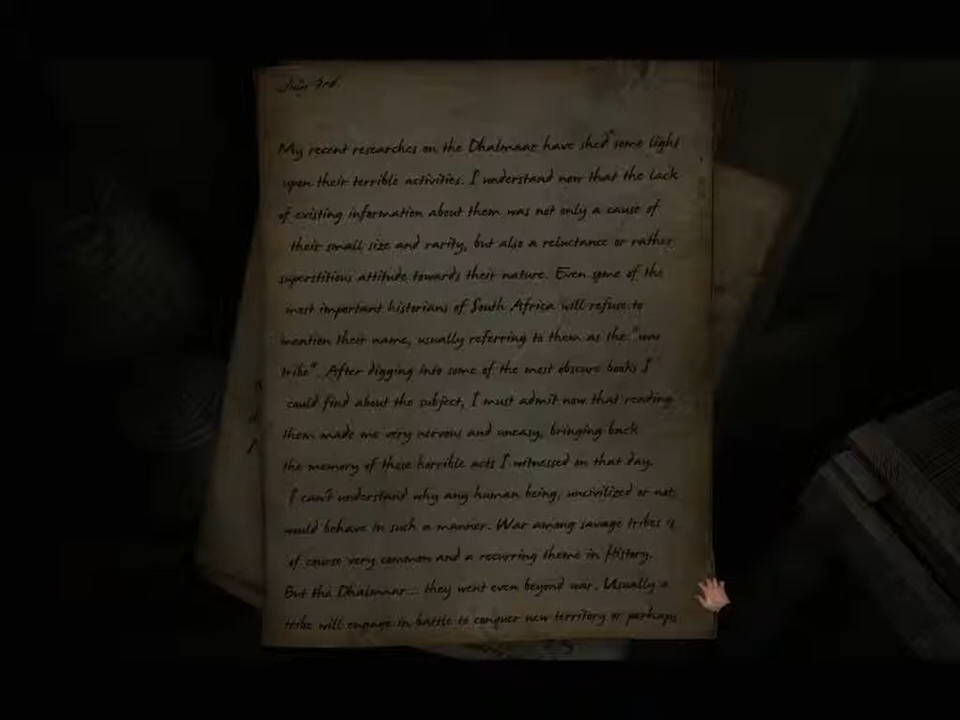 July 3rd.
My recent researches on the Dhalmaar have shed some light
upon their terrible activities. I understand now that the lack
of existing information about them was not only a cause of
their small size and rarity, but also a reluctance or rather
superstitious attitude towards their nature. Even some of the
most important historians of South Africa will refuse to
mention their name, usually referring to them as the "war
tribe". After digging into some of the most obscure books I
could find about the subject, I must admit now that reading
them made me very nervous and uneasy, bringing back
the memory of these horrible acts I witnessed on that day.
I can't understand why any human being, uncivilized or not,
would behave in such a manner. War among savage tribes is
of course very common and a recurring theme in History.
But the Dhalmaar... they went even beyond war. Usually a
tribe will engage in battle to conquer new territory or perhaps